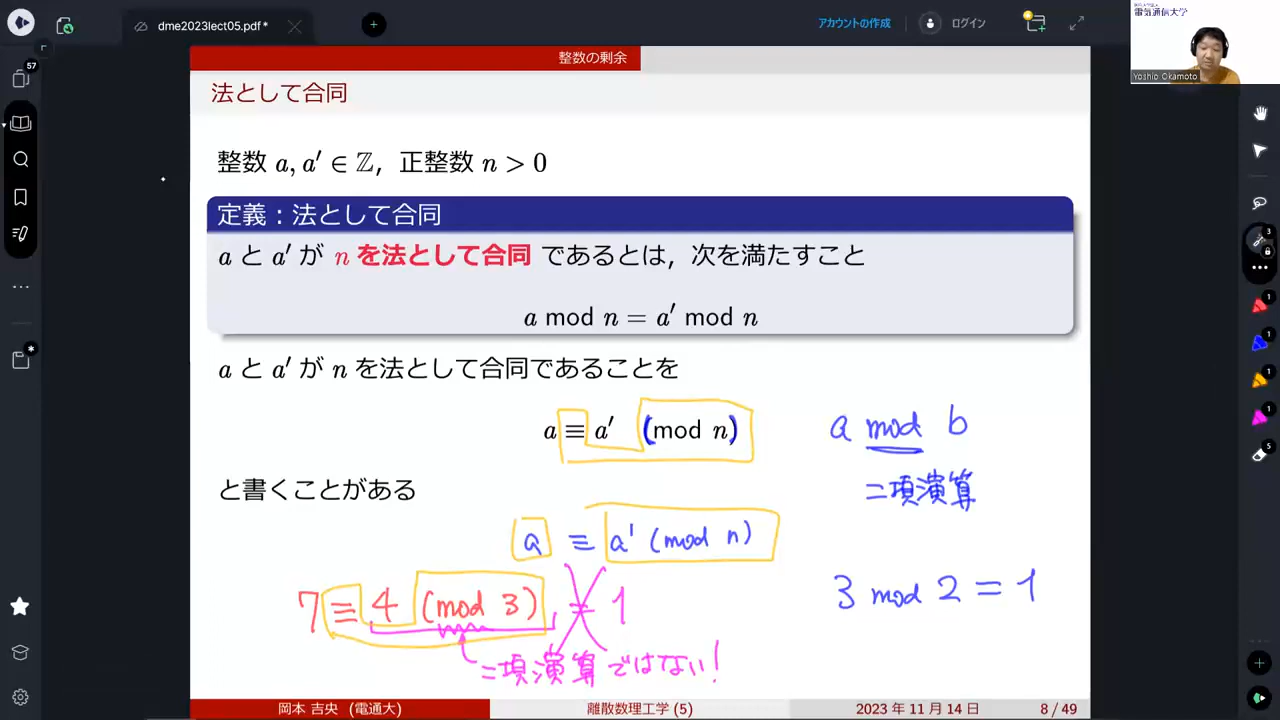 dme2023lect05.pdf*
アカウントの作成
ログイン
電気通信大学
Yoshio Okamoto
57
整数の剰余
法として合同
整数 a, a′ ∈ ℤ, 正整数 n > 0
定義：法として合同
a と a′ が n を法として合同 であるとは，次を満たすこと
a mod n = a′ mod n
a と a′ が n を法として合同であることを
a ≡ a′ (mod n)
a mod b
と書くことがある
二項演算
a ≡ a' (mod n)
7 ≡ 4 (mod 3) = 1
3 mod 2 = 1
二項演算ではない!
岡本 吉央 (電通大)
離散数理工学 (5)
2023 年 11 月 14 日
8 / 49
3
1
1
1
1
5